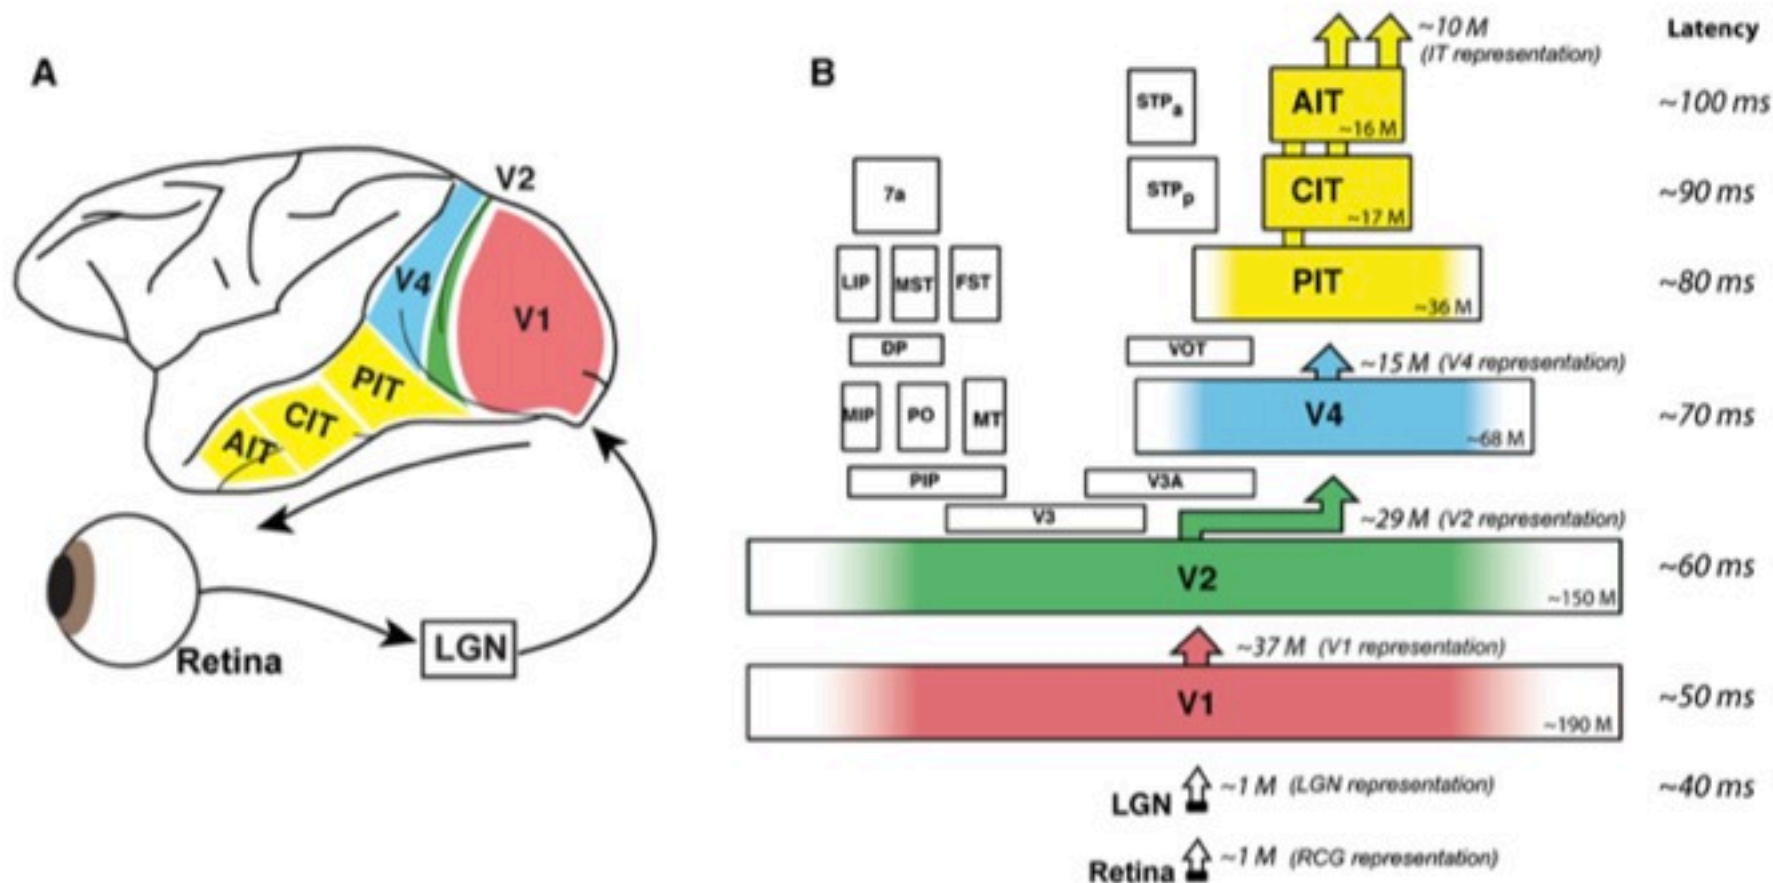 A
V2
V4
V1
PIT
CIT
AIT
Retina
LGN
B
Latency
~10 M
(IT representation)
STPa
AIT
~16 M
~100 ms
7a
STPp
CIT
~17 M
~90 ms
LIP
MST
FST
PIT
~36 M
~80 ms
DP
VOT
~15 M (V4 representation)
MIP
PO
MT
V4
~68 M
~70 ms
PIP
V3A
V3
~29 M (V2 representation)
V2
~150 M
~60 ms
~37 M (V1 representation)
V1
~190 M
~50 ms
LGN
~1 M (LGN representation)
~40 ms
Retina
~1 M (RCG representation)